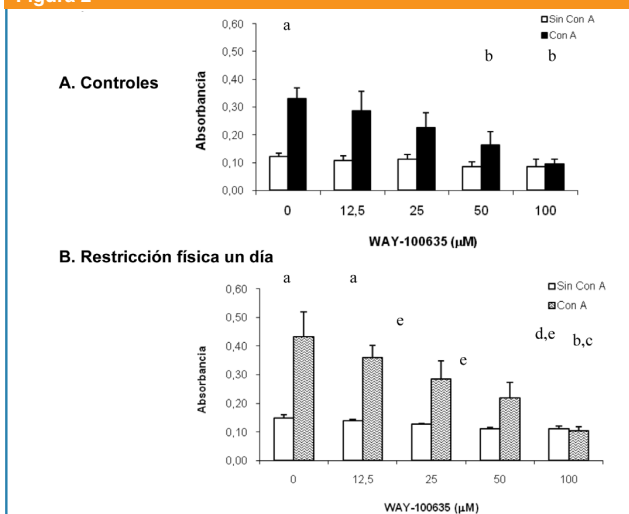 Figura 2
0,60
a
Sin Con A
Con A
0,50
b
b
A. Controles
0,40
Absorbancia
0,30
0,20
0,10
0,00
0
12,5
25
50
100
WAY-100635 (µM)
B. Restricción física un día
a
a
0,60
Sin Con A
Con A
0,50
e
d,e
b,c
0,40
e
Absorbancia
0,30
0,20
0,10
0,00
0
12,5
25
50
100
WAY-100635 (µM)